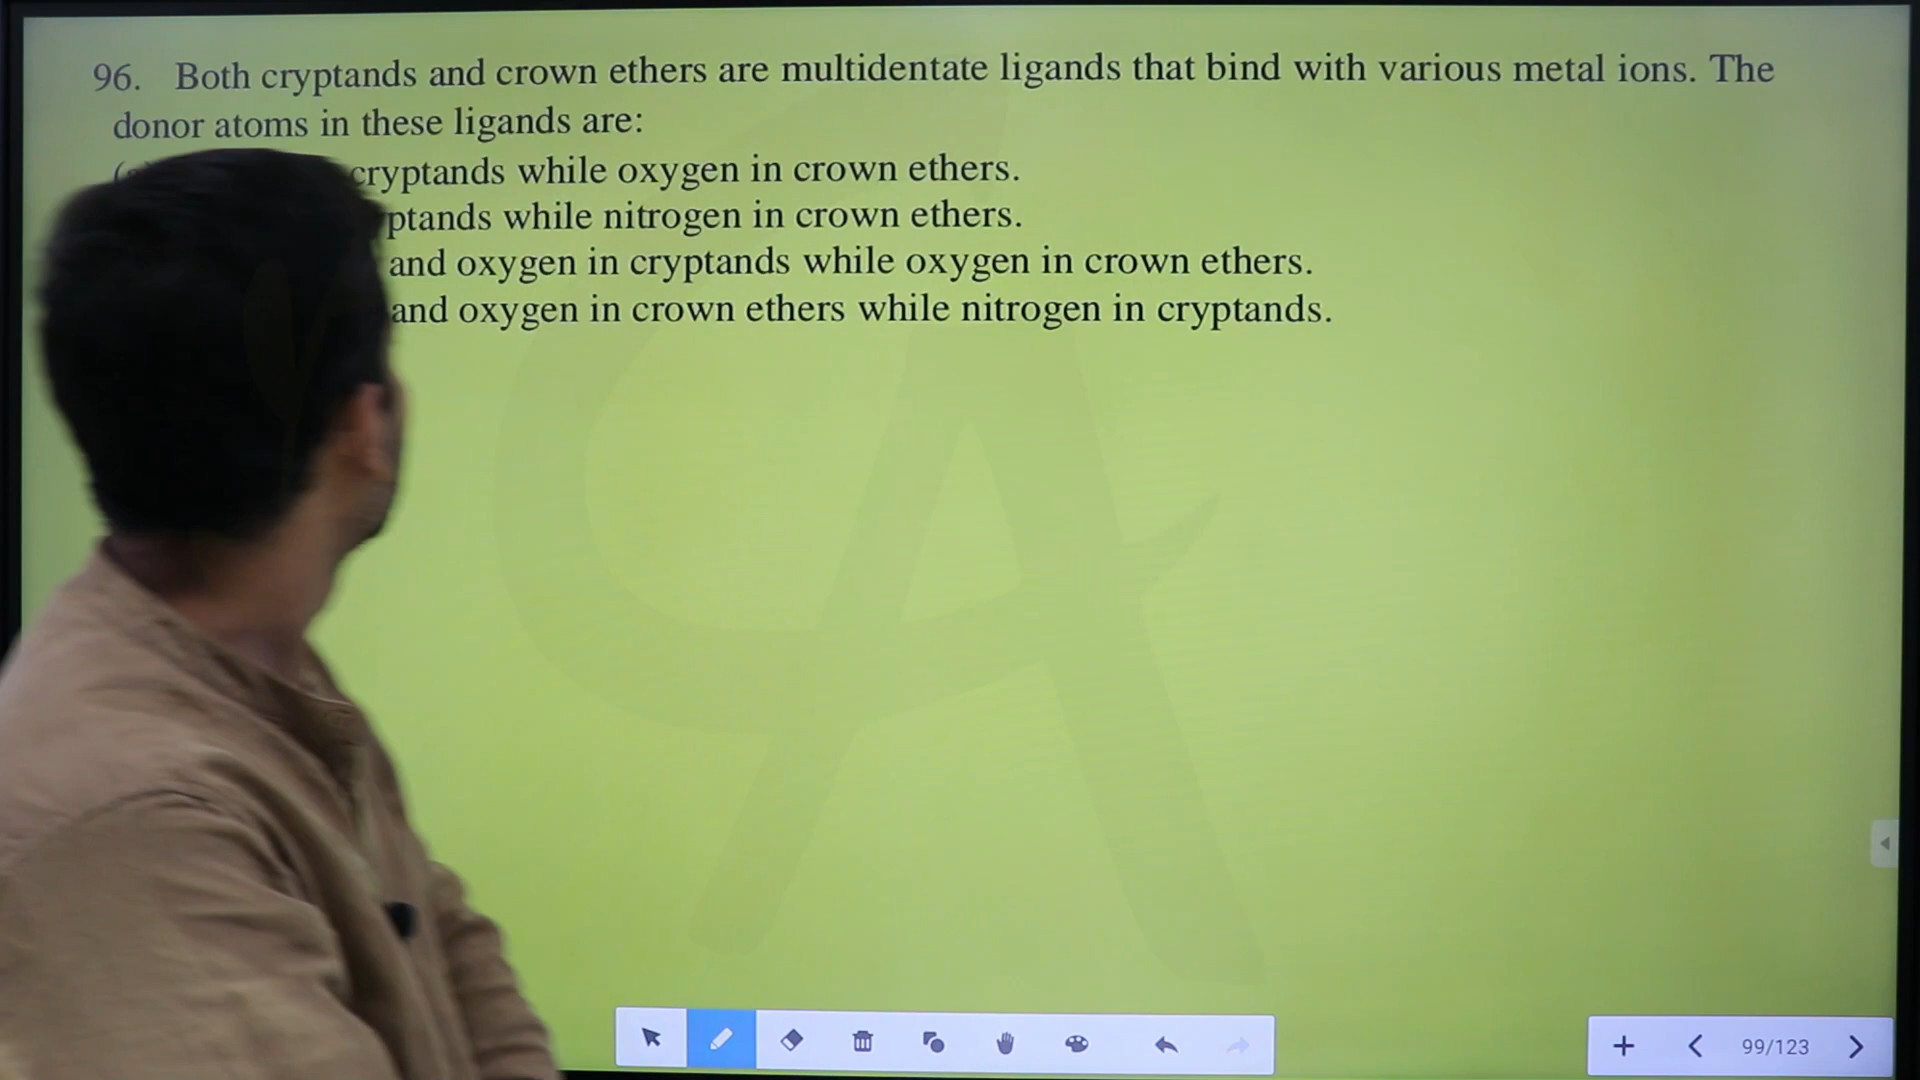 96. Both cryptands and crown ethers are multidentate ligands that bind with various metal ions. The
donor atoms in these ligands are:
cryptands while oxygen in crown ethers.
ptands while nitrogen in crown ethers.
and oxygen in cryptands while oxygen in crown ethers.
and oxygen in crown ethers while nitrogen in cryptands.
99/123